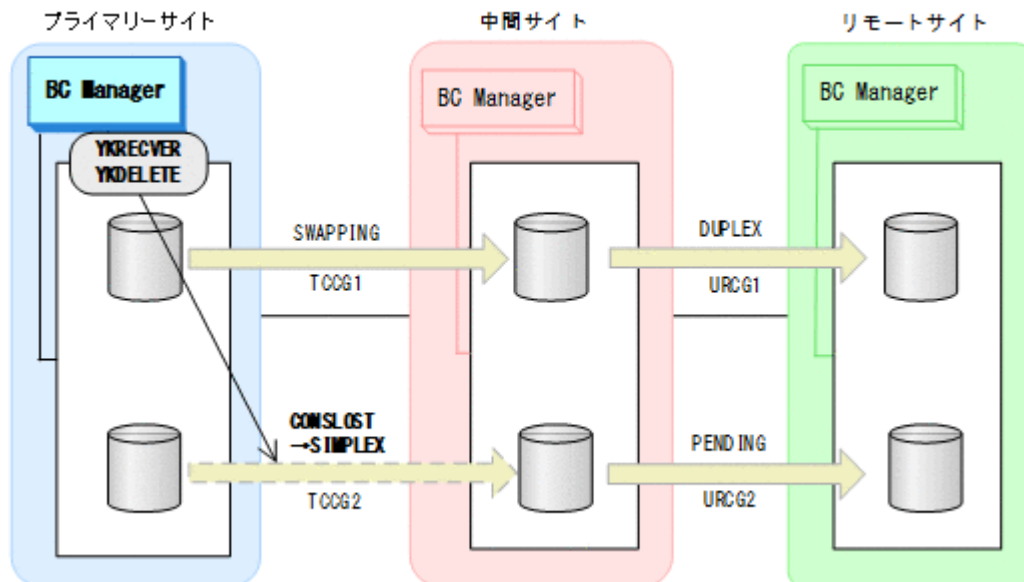 プライマリーサイト
中間サイト
リモートサイト
BC Manager
BC Manager
BC Manager
YKRECVER
YKDELETE
SWAPPING
TCCG1
DUPLEX
URCG1
CONSLOST
→SIMPLEX
TCCG2
PENDING
URCG2